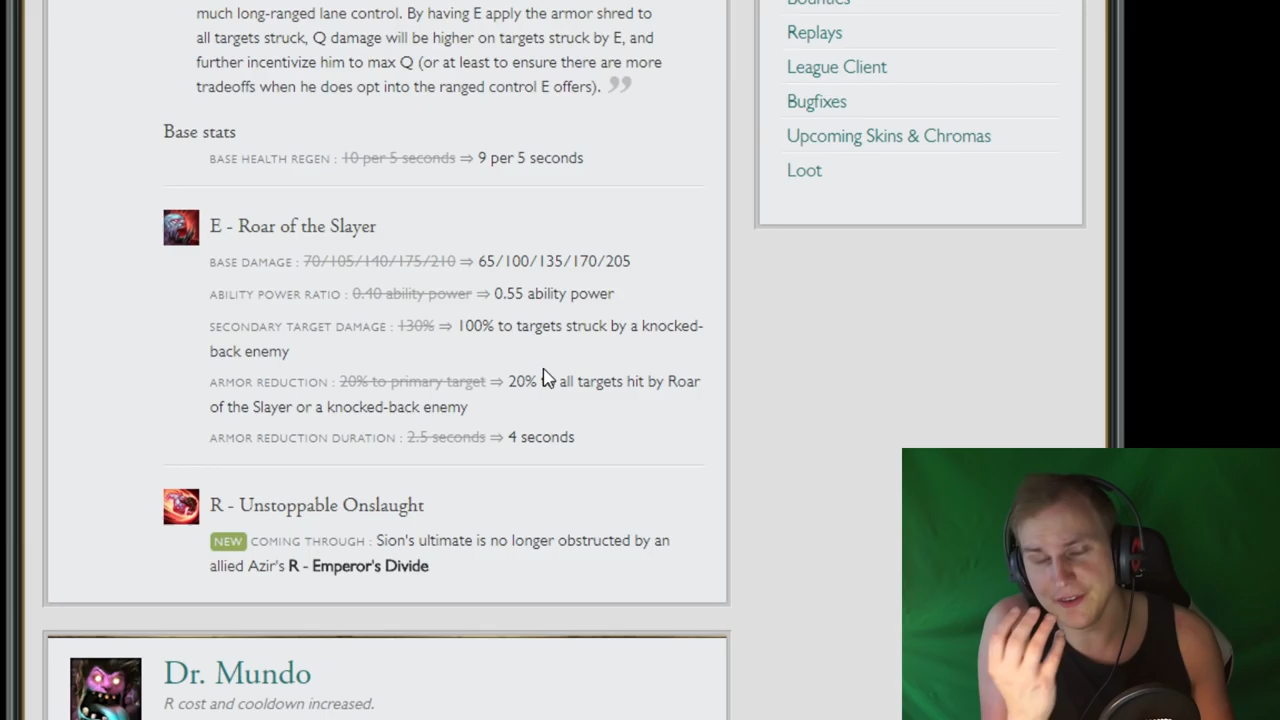 much long-ranged lane control. By having E apply the armor shred to
all targets struck, Q damage will be higher on targets struck by E, and
further incentivize him to max Q (or at least to ensure there are more
tradeoffs when he does opt into the ranged control E offers). ”
Base stats
BASE HEALTH REGEN : 10 per 5 seconds ⇒ 9 per 5 seconds
E - Roar of the Slayer
BASE DAMAGE : 70/105/140/175/210 ⇒ 65/100/135/170/205
ABILITY POWER RATIO : 0.40 ability power ⇒ 0.55 ability power
SECONDARY TARGET DAMAGE : 130% ⇒ 100% to targets struck by a knocked-
back enemy
ARMOR REDUCTION : 20% to primary target ⇒ 20% all targets hit by Roar
of the Slayer or a knocked-back enemy
ARMOR REDUCTION DURATION : 2.5 seconds ⇒ 4 seconds
R - Unstoppable Onslaught
NEW COMING THROUGH : Sion's ultimate is no longer obstructed by an
allied Azir's R - Emperor's Divide
Dr. Mundo
R cost and cooldown increased.
Bounties
Replays
League Client
Bugfixes
Upcoming Skins & Chromas
Loot